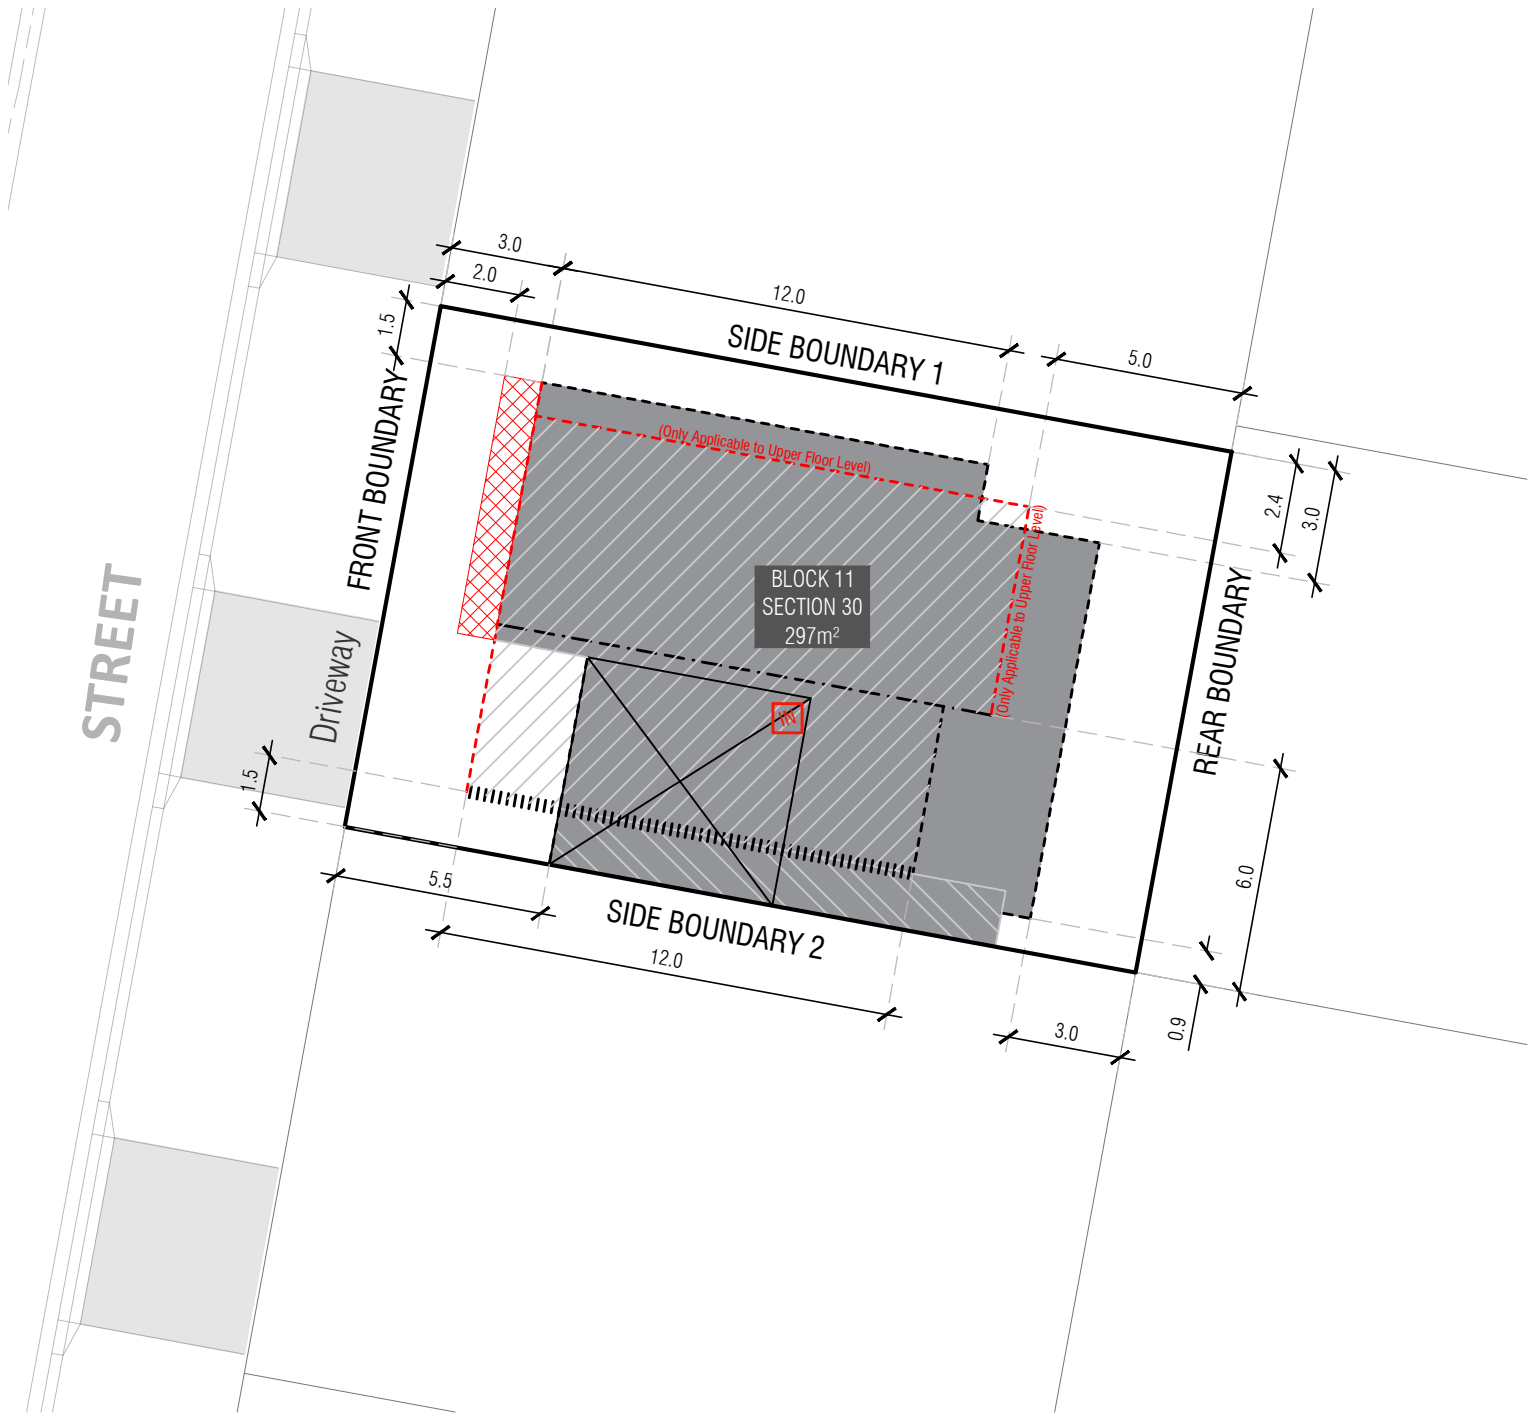 3.0
2.0
12.0
1.5
SIDE BOUNDARY 1
5.0
FRONT BOUNDARY
(Only Applicable to Upper Floor Level)
2.4
3.0
(Only Applicable to Upper Floor Level)
BLOCK 11
SECTION 30
297m²
STREET
Driveway
REAR BOUNDARY
IN
1.5
5.5
SIDE BOUNDARY 2
12.0
6.0
0.9
3.0